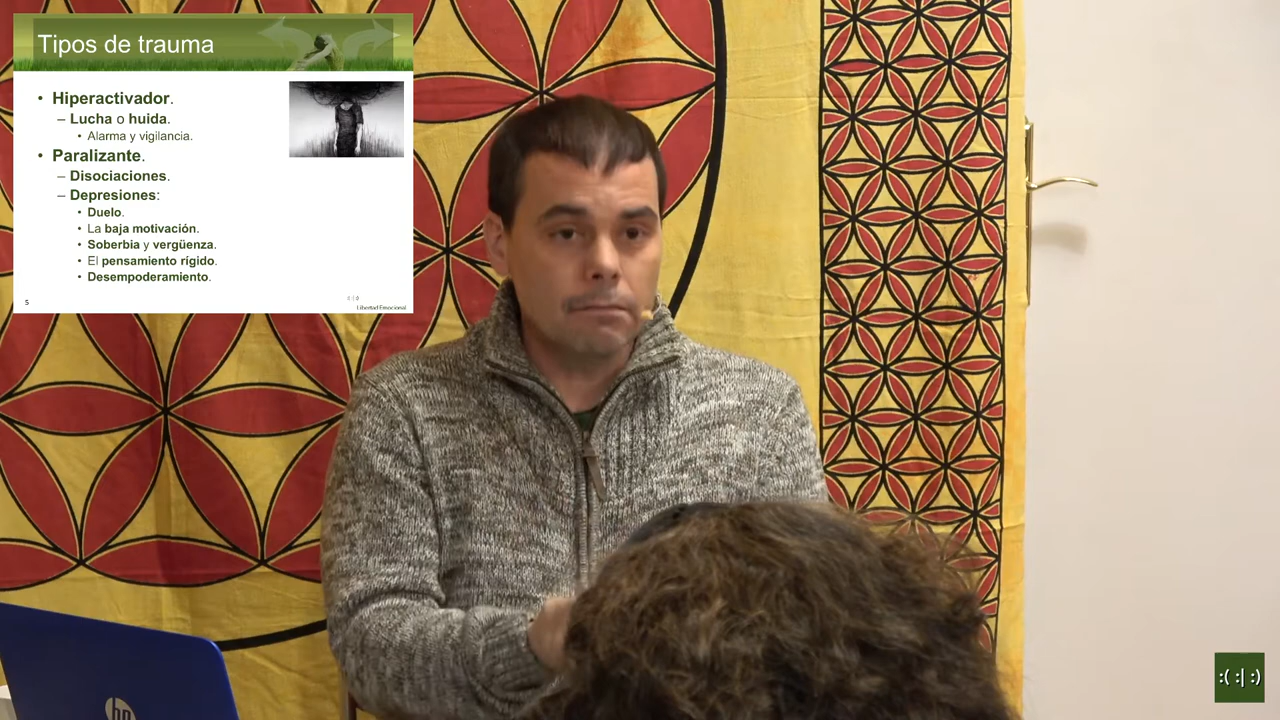 Tipos de trauma
• Hiperactivador.
– Lucha o huida.
• Alarma y vigilancia.
• Paralizante.
– Disociaciones.
– Depresiones:
• Duelo.
• La baja motivación.
• Soberbia y vergüenza.
• El pensamiento rígido.
• Desempoderamiento.
5
:(:|:)
Libertad Emocional
hp
:( :| :)